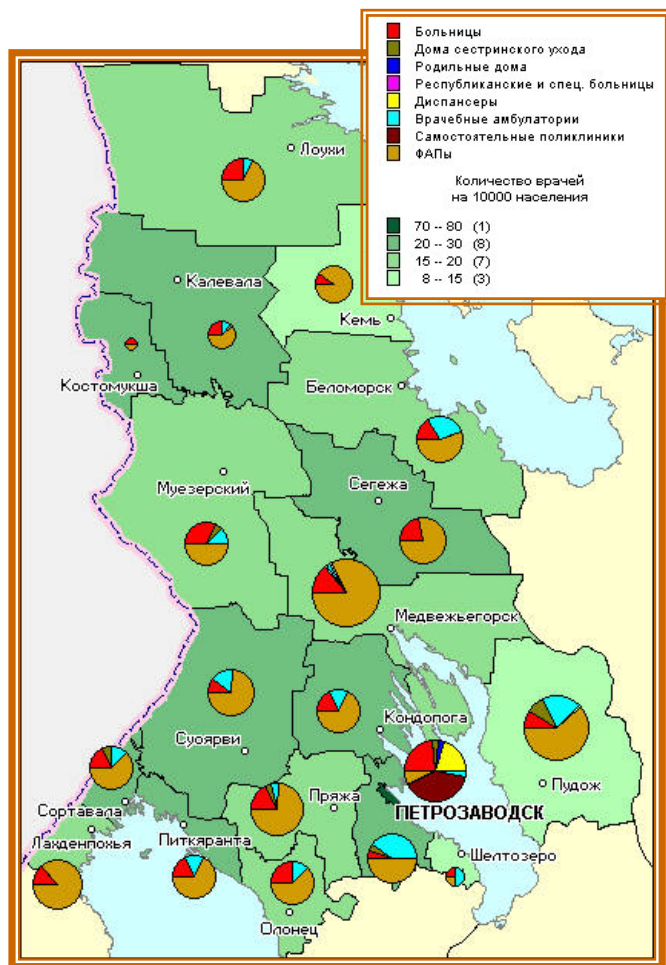 Больницы
Дома сестринского ухода
Родильные дома
Республиканские и спец. больницы
Диспансеры
Врачебные амбулатории
Самостоятельные поликлиники
ФАПы
Количество врачей
на 10000 населения
70 -- 80 (1)
20 -- 30 (8)
15 -- 20 (7)
8 -- 15 (3)
Лоухи
Калевала
Кемь
Костомукша
Беломорск
Муезерский
Сегежа
Медвежьегорск
Кондопога
Суоярви
Пудож
Сортавала
Пряжа
ПЕТРОЗАВОДСК
Лахденпохья
Питкяранта
Шелтозеро
Олонец